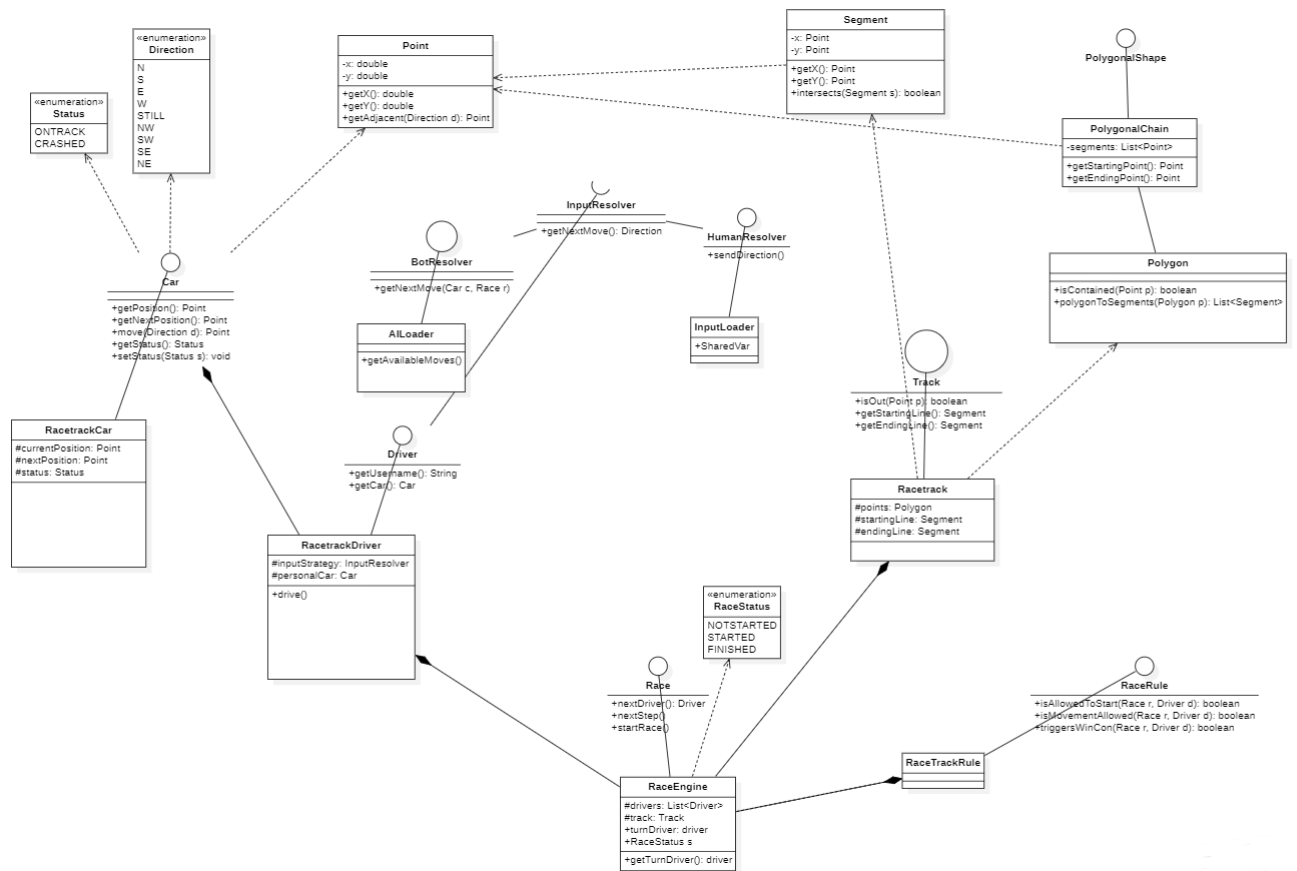 «enumeration»
Status
ONTRACK
CRASHED
«enumeration»
Direction
N
S
E
W
STILL
NW
SW
SE
NE
Point
-x: double
-y: double
+getX(): double
+getY(): double
+getAdjacent(Direction d): Point
Segment
-x: Point
-y: Point
+getX(): Point
+getY(): Point
+intersects(Segment s): boolean
PolygonalShape
PolygonalChain
-segments: List<Point>
+getStartingPoint(): Point
+getEndingPoint(): Point
InputResolver
+getNextMove(): Direction
BotResolver
+getNextMove(Car c, Race r)
HumanResolver
+sendDirection()
Polygon
+isContained(Point p): boolean
+polygonToSegments(Polygon p): List<Segment>
Car
+getPosition(): Point
+getNextPosition(): Point
+move(Direction d): Point
+getStatus(): Status
+setStatus(Status s): void
AILoader
+getAvailableMoves()
InputLoader
+SharedVar
Track
+isOut(Point p): boolean
+getStartingLine(): Segment
+getEndingLine(): Segment
RacetrackCar
#currentPosition: Point
#nextPosition: Point
#status: Status
Driver
+getUsername(): String
+getCar(): Car
Racetrack
#points: Polygon
#startingLine: Segment
#endingLine: Segment
RacetrackDriver
#inputStrategy: InputResolver
#personalCar: Car
+drive()
«enumeration»
RaceStatus
NOTSTARTED
STARTED
FINISHED
Race
+nextDriver(): Driver
+nextStep()
+startRace()
RaceRule
+isAllowedToStart(Race r, Driver d): boolean
+isMovementAllowed(Race r, Driver d): boolean
+triggersWinCon(Race r, Driver d): boolean
RaceTrackRule
RaceEngine
#drivers: List<Driver>
#track: Track
+turnDriver: driver
+RaceStatus s
+getTurnDriver(): driver